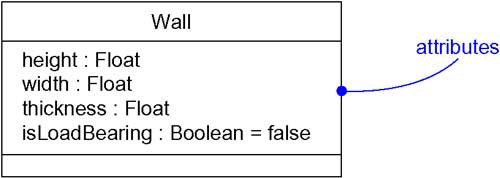 Wall
attributes
height : Float
width : Float
thickness : Float
isLoadBearing : Boolean = false